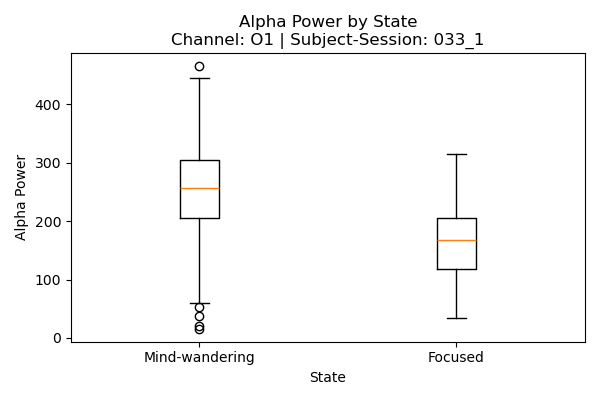 Alpha Power by State
Channel: O1 | Subject-Session: 033_1
Alpha Power
400
300
200
100
0
Mind-wandering
Focused
State